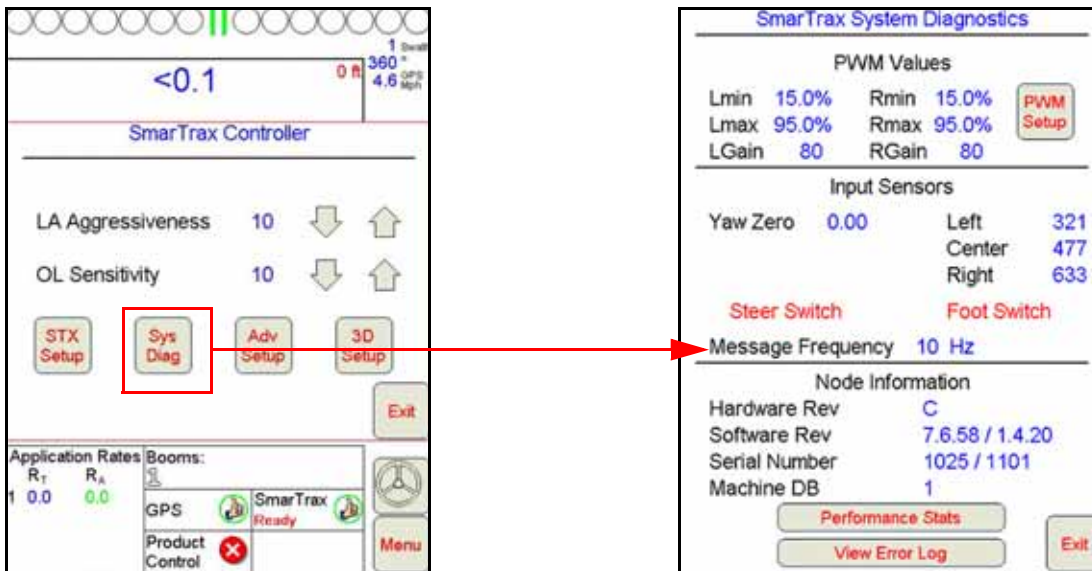 1 Swath
360 °
<0.1
0 ft
4.6 GPS Mph
SmarTrax Controller
LA Aggressiveness 10
OL Sensitivity 10
STX Setup
Sys Diag
Adv Setup
3D Setup
Exit
Application Rates
RT RA
1 0.0 0.0
Booms:
1
GPS
SmarTrax
Ready
Product Control
Menu
SmarTrax System Diagnostics
PWM Values
Lmin 15.0% Rmin 15.0%
Lmax 95.0% Rmax 95.0%
LGain 80 RGain 80
PWM Setup
Input Sensors
Yaw Zero 0.00 Left 321
Center 477
Right 633
Steer Switch Foot Switch
Message Frequency 10 Hz
Node Information
Hardware Rev C
Software Rev 7.6.58 / 1.4.20
Serial Number 1025 / 1101
Machine DB 1
Performance Stats
View Error Log
Exit